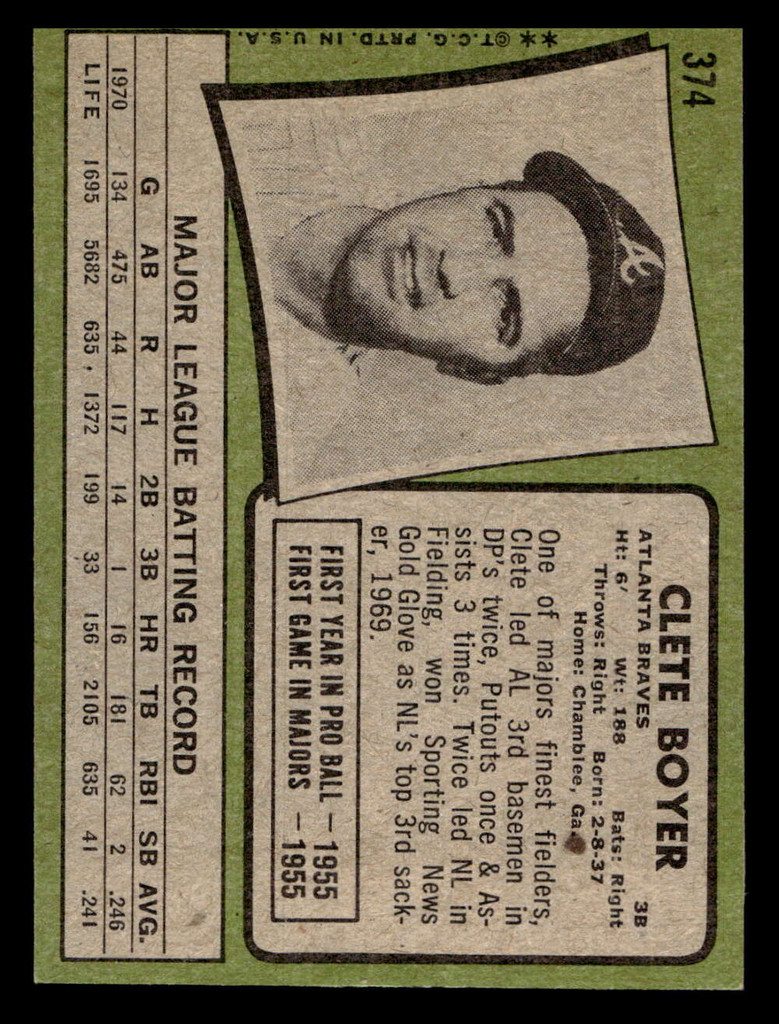 374
**©T.C.G. PRTD. IN U.S.A.
A
CLETE BOYER
ATLANTA BRAVES 3B
Ht: 6' Wt: 188 Bats: Right
Throws: Right Born: 2-8-37
Home: Chamblee, Ga.
One of majors finest fielders,
Clete led AL 3rd basemen in
DP's twice, Putouts once & As-
sists 3 times. Twice led NL in
Fielding, won Sporting News
Gold Glove as NL's top 3rd sack-
er, 1969.
FIRST YEAR IN PRO BALL — 1955
FIRST GAME IN MAJORS — 1955
MAJOR LEAGUE BATTING RECORD
G AB R H 2B 3B HR TB RBI SB AVG.
1970 134 475 44 117 14 1 16 181 62 2 .246
LIFE 1695 5682 635 1372 199 33 156 2105 635 41 .241